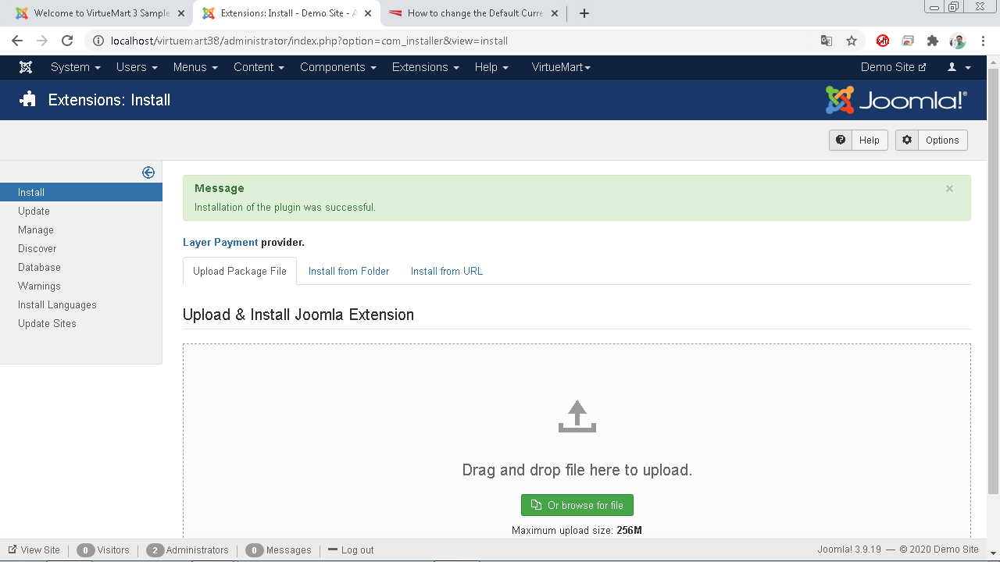 Welcome to VirtueMart 3 Sample
Extensions: Install - Demo Site - A
How to change the Default Curre
localhost/virtuemart38/administrator/index.php?option=com_installer&view=install
System Users Menus Content Components Extensions Help VirtueMart Demo Site
Extensions: Install
Joomla!®
Help Options
Install
Update
Manage
Discover
Database
Warnings
Install Languages
Update Sites
Message
×
Installation of the plugin was successful.
Layer Payment provider.
Upload Package File Install from Folder Install from URL
Upload & Install Joomla Extension
Drag and drop file here to upload.
Or browse for file
Maximum upload size: 256M
View Site 0 Visitors 2 Administrators 0 Messages Log out Joomla! 3.9.19 — © 2020 Demo Site